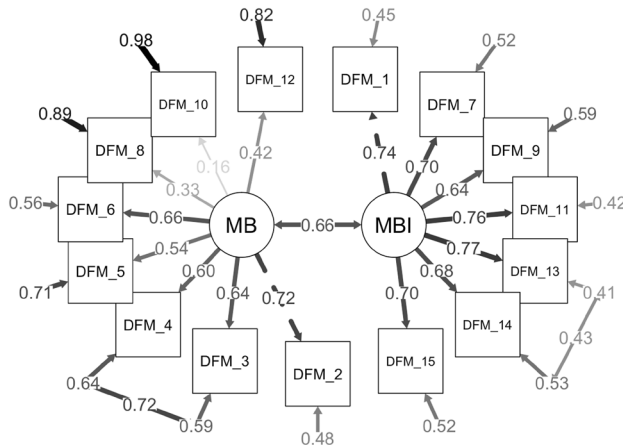 0.82
0.45
0.98
0.52
DFM_12
DFM_1
DFM_10
DFM_7
0.89
0.59
DFM_8
DFM_9
0.16
0.42
0.74
0.70
0.33
0.64
0.56
DFM_6
0.66
MB
0.66
MBI
0.76
DFM_11
0.42
0.54
0.77
DFM_5
DFM_13
0.71
0.60
0.68
0.41
0.64
0.72
0.70
DFM_4
DFM_14
0.43
DFM_3
DFM_2
DFM_15
0.64
0.53
0.72
0.59
0.52
0.48